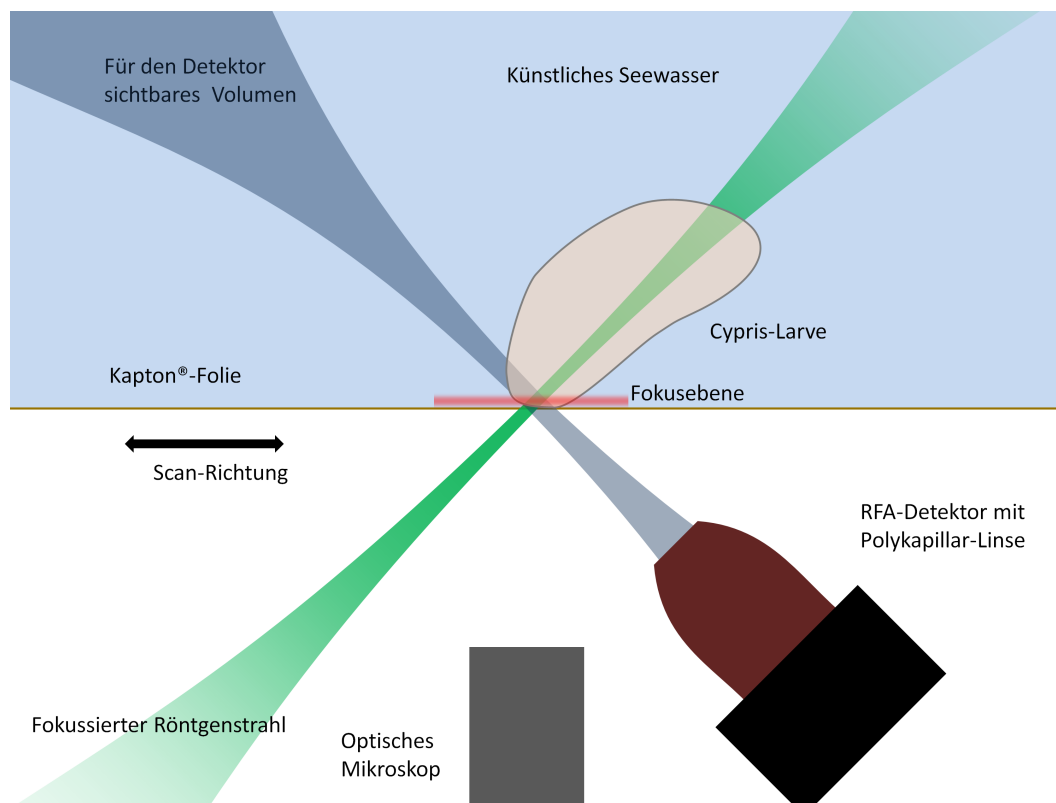 Für den Detektor
sichtbares Volumen
Künstliches Seewasser
Cypris-Larve
Kapton®-Folie
Fokusebene
Scan-Richtung
RFA-Detektor mit
Polykapillar-Linse
Fokussierter Röntgenstrahl
Optisches
Mikroskop